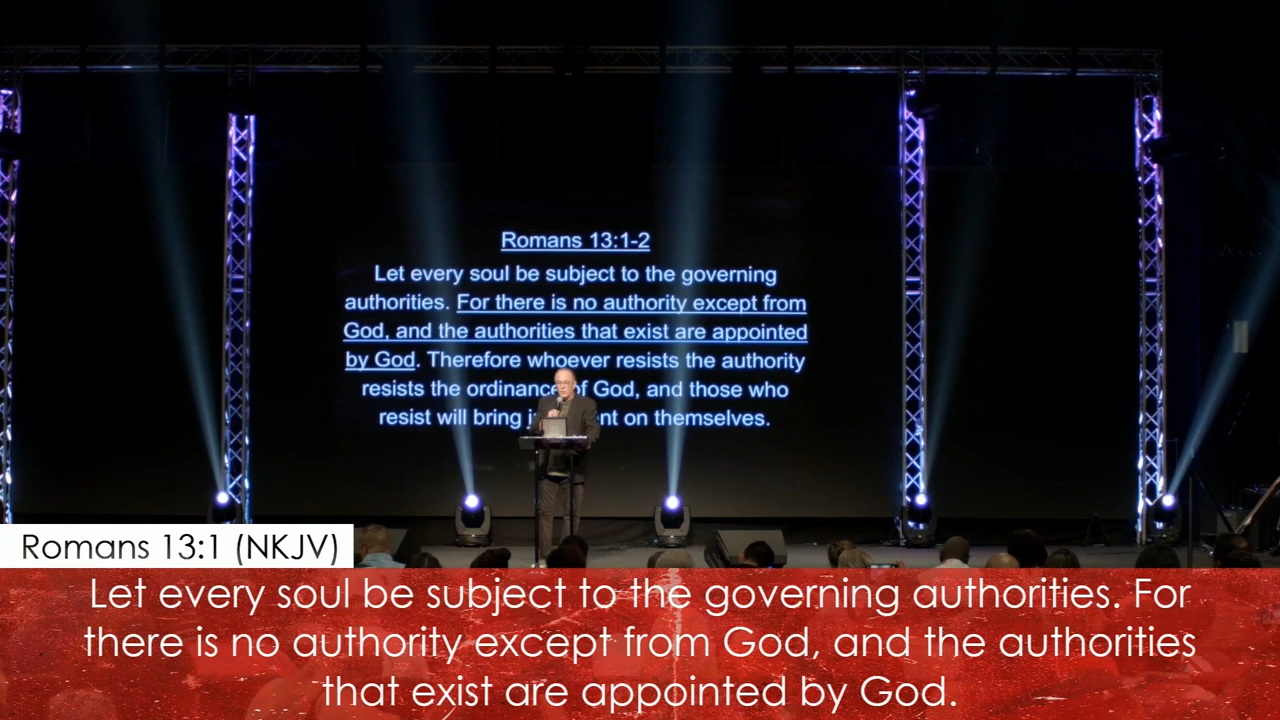 Romans 13:1-2
Let every soul be subject to the governing
authorities. For there is no authority except from
God, and the authorities that exist are appointed
by God. Therefore whoever resists the authority
resists the ordinance of God, and those who
resist will bring nt on themselves.
Romans 13:1 (NKJV)
Let every soul be subject to the governing authorities. For
there is no authority except from God, and the authorities
that exist are appointed by God.